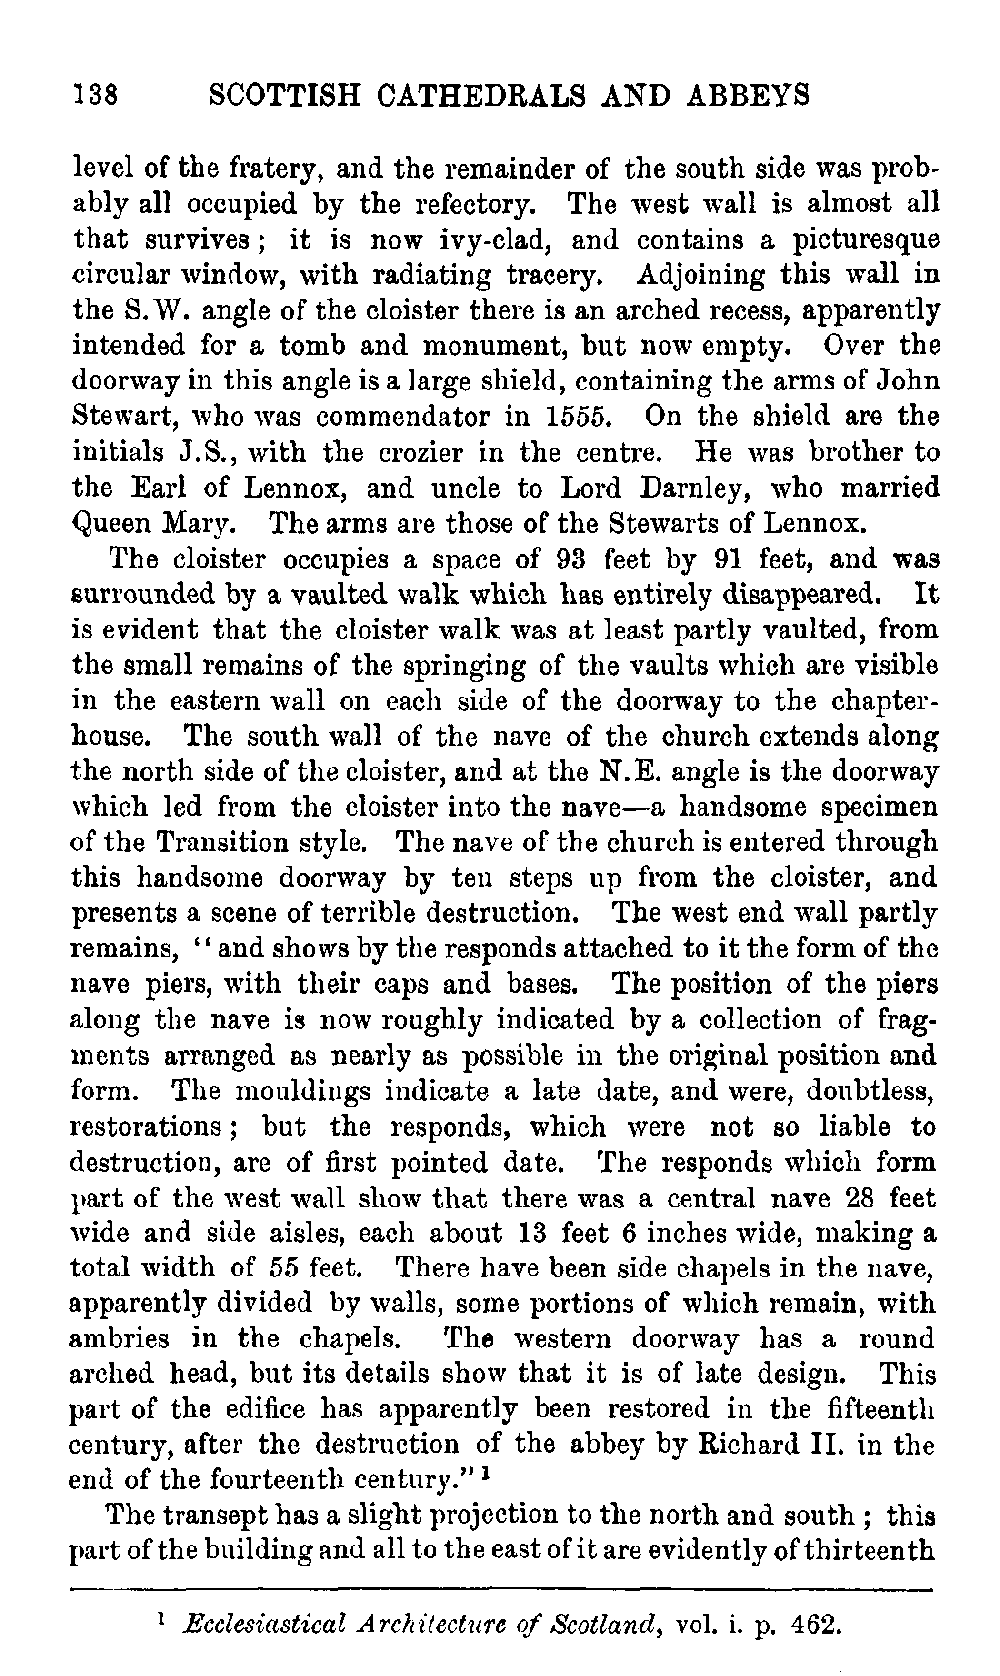 138 SCOTTISH CATHEDRALS AND ABBEYS
level of the fratery, and the remainder of the south side was prob-
ably all occupied by the refectory. The west wall is almost all
that survives; it is now ivy-clad, and contains a picturesque
circular window, with radiating tracery. Adjoining this wall in
the S.W. angle of the cloister there is an arched recess, apparently
intended for a tomb and monument, but now empty. Over the
doorway in this angle is a large shield, containing the arms of John
Stewart, who was commendator in 1555. On the shield are the
initials J.S., with the crozier in the centre. He was brother to
the Earl of Lennox, and uncle to Lord Darnley, who married
Queen Mary. The arms are those of the Stewarts of Lennox.
The cloister occupies a space of 93 feet by 91 feet, and was
surrounded by a vaulted walk which has entirely disappeared. It
is evident that the cloister walk was at least partly vaulted, from
the small remains of the springing of the vaults which are visible
in the eastern wall on each side of the doorway to the chapter-
house. The south wall of the nave of the church extends along
the north side of the cloister, and at the N.E. angle is the doorway
which led from the cloister into the nave—a handsome specimen
of the Transition style. The nave of the church is entered through
this handsome doorway by ten steps up from the cloister, and
presents a scene of terrible destruction. The west end wall partly
remains, "and shows by the responds attached to it the form of the
nave piers, with their caps and bases. The position of the piers
along the nave is now roughly indicated by a collection of frag-
ments arranged as nearly as possible in the original position and
form. The mouldings indicate a late date, and were, doubtless,
restorations; but the responds, which were not so liable to
destruction, are of first pointed date. The responds which form
part of the west wall show that there was a central nave 28 feet
wide and side aisles, each about 13 feet 6 inches wide, making a
total width of 55 feet. There have been side chapels in the nave,
apparently divided by walls, some portions of which remain, with
ambries in the chapels. The western doorway has a round
arched head, but its details show that it is of late design. This
part of the edifice has apparently been restored in the fifteenth
century, after the destruction of the abbey by Richard II. in the
end of the fourteenth century." 1
The transept has a slight projection to the north and south; this
part of the building and all to the east of it are evidently of thirteenth
1 Ecclesiastical Architecture of Scotland, vol. i. p. 462.